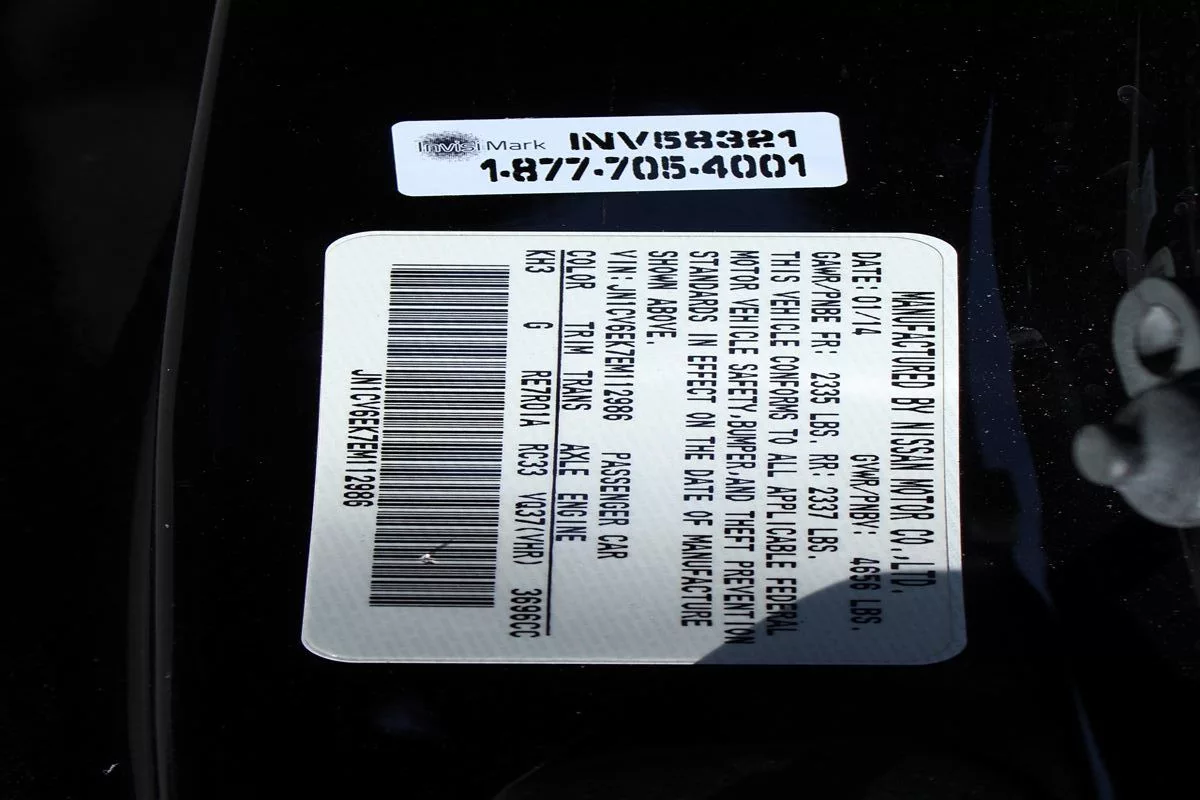 InvisiMark INV58321
1-877-705-4001
MANUFACTURED BY NISSAN MOTOR CO.,LTD.
DATE: 01/14 GVWR/PNBV: 4656 LBS.
GAWR/PNBE FR: 2335 LBS. RR: 2337 LBS.
THIS VEHICLE CONFORMS TO ALL APPLICABLE FEDERAL
MOTOR VEHICLE SAFETY,BUMPER,AND THEFT PREVENTION
STANDARDS IN EFFECT ON THE DATE OF MANUFACTURE
SHOWN ABOVE.
VIN: JN1CV6EK7EM112986 PASSENGER CAR
COLOR TRIM TRANS AXLE ENGINE
KH3 G RE7R01A RC33 VQ37(VHR) 3696CC
JN1CV6EK7EM112986